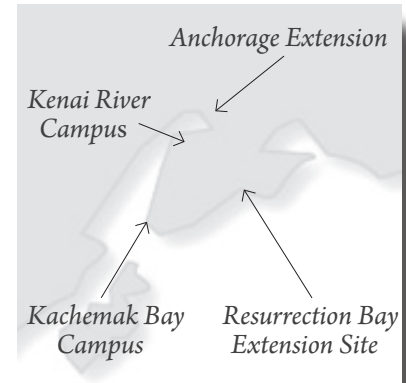 Anchorage Extension
Kenai River
Campus
Kachemak Bay
Campus
Resurrection Bay
Extension Site